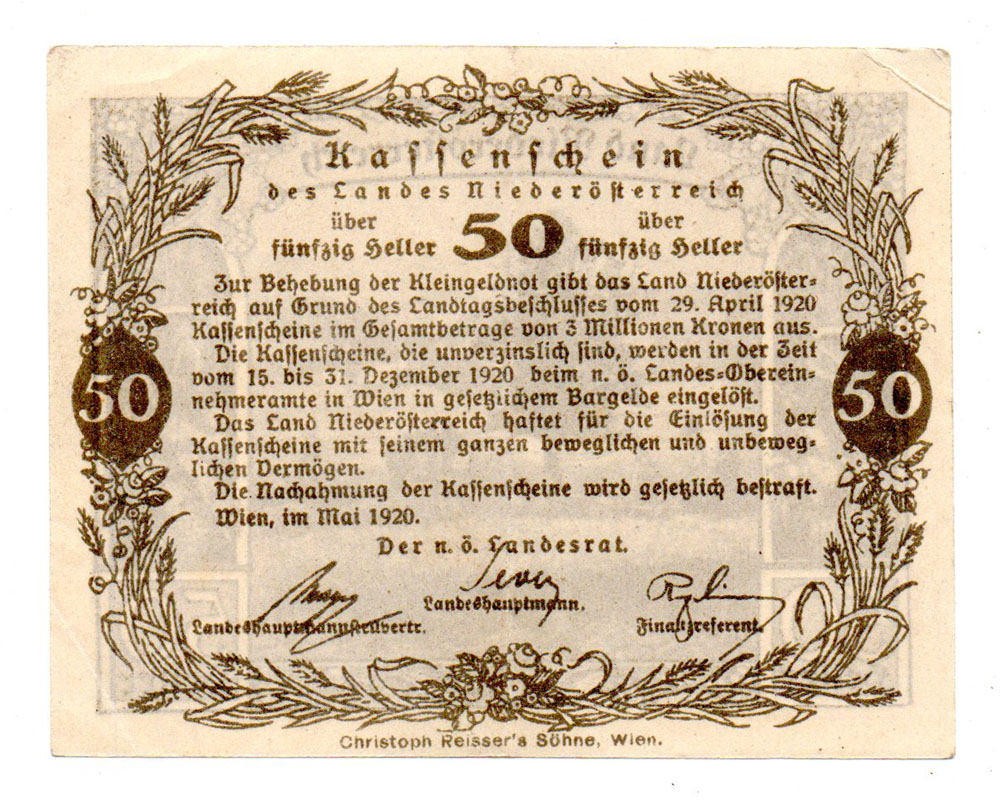 Kassenschein
des Landes Niederösterreich
über 50 über
fünfzig Heller fünfzig Heller
Zur Behebung der Kleingeldnot gibt das Land Niederöster-
reich auf Grund des Landtagsbeschlusses vom 29. April 1920
Kassenscheine im Gesamtbetrage von 3 Millionen Kronen aus.
Die Kassenscheine, die unverzinslich sind, werden in der Zeit
vom 15. bis 31. Dezember 1920 beim n. ö. Landes-Oberein-
nehmeramte in Wien in gesetzlichem Bargelde eingelöst.
Das Land Niederösterreich haftet für die Einlösung der
Kassenscheine mit seinem ganzen beweglichen und unbeweg-
lichen Vermögen.
Die Nachahmung der Kassenscheine wird gesetzlich bestraft.
Wien, im Mai 1920.
50
50
Der n. ö. Landesrat.
Sever
Landeshauptmann.
Landeshauptmannstellvertr.
Finanzreferent.
Christoph Reisser's Söhne, Wien.